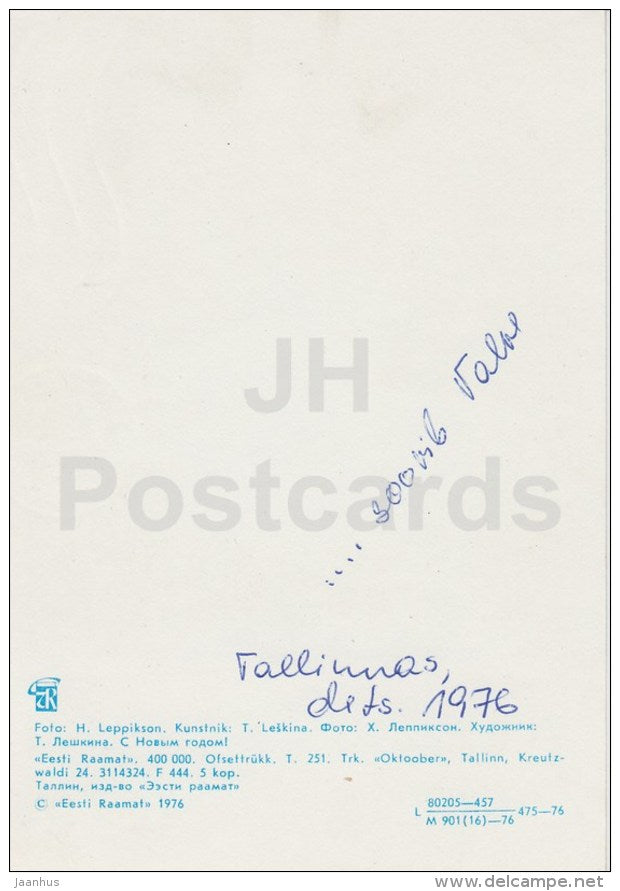 JH
Postcards
.... soovib Valve
Tallinnas,
dets. 1976
Foto: H. Leppikson. Kunstnik: T. Leškina. Фото: Х. Леппиксон. Художник:
Т. Лешкина. С Новым годом!
«Eesti Raamat». 400 000. Ofsettrükk. T. 251. Trk. «Oktoober», Tallinn, Kreutz-
waldi 24. 3114324. F 444. 5 kop.
Таллин, изд-во «Ээсти раамат»
© «Eesti Raamat» 1976
L 80205—457
M 901(16)—76 475—76
jaanhus
delcampe.net